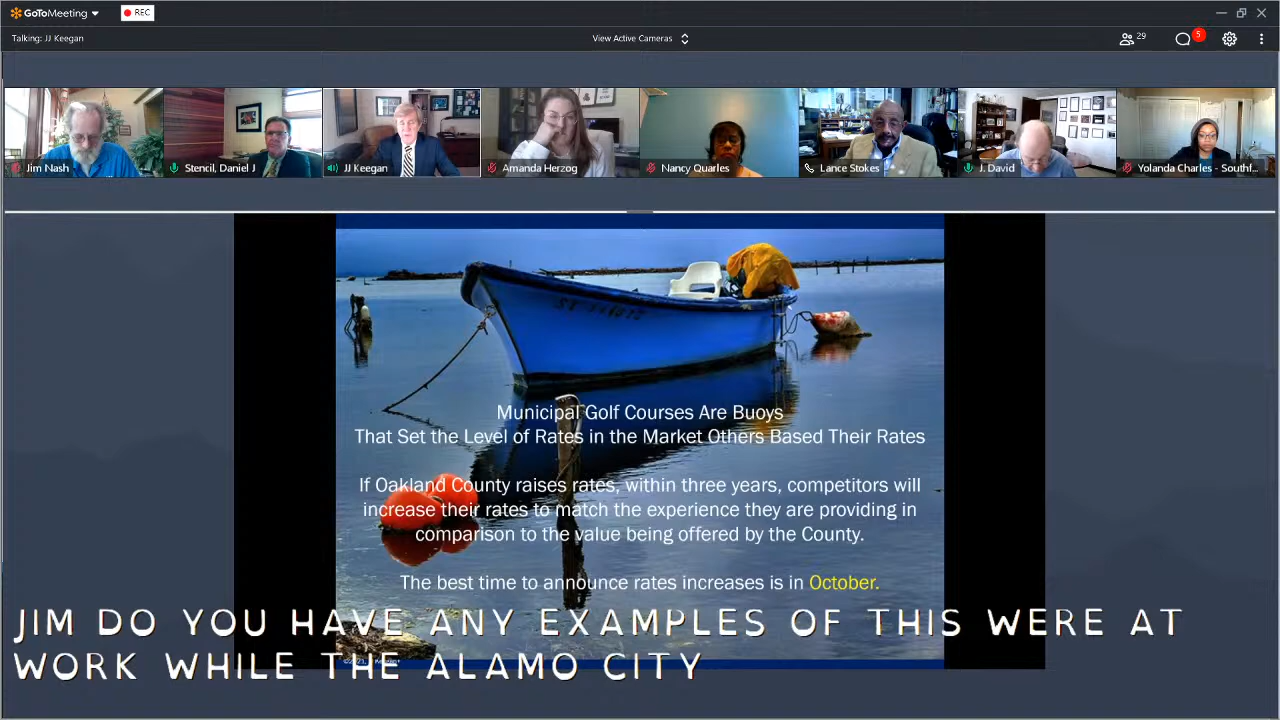 GoToMeeting
REC
Talking: JJ Keegan
View Active Cameras
29
5
Jim Nash
Stencil, Daniel J
JJ Keegan
Amanda Herzog
Nancy Quarles
Lance Stokes
J. David
Yolanda Charles - Southf...
Municipal Golf Courses Are Buoys
That Set the Level of Rates in the Market Others Based Their Rates
If Oakland County raises rates, within three years, competitors will
increase their rates to match the experience they are providing in
comparison to the value being offered by the County.
The best time to announce rates increases is in October.
JIM DO YOU HAVE ANY EXAMPLES OF THIS WERE AT
WORK WHILE THE ALAMO CITY